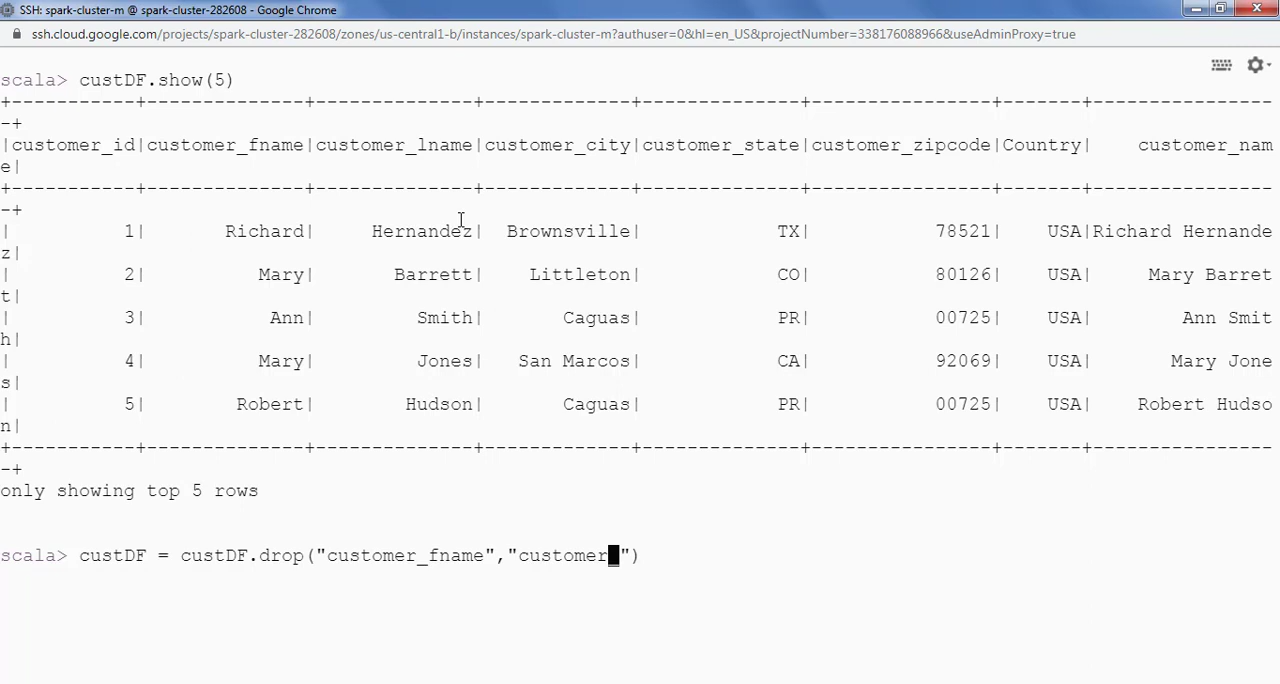 SSH: spark-cluster-m @ spark-cluster-282608 - Google Chrome
ssh.cloud.google.com/projects/spark-cluster-282608/zones/us-central1-b/instances/spark-cluster-m?authuser=0&hl=en_US&projectNumber=338176088966&useAdminProxy=true
scala> custDF.show(5)
+-----------+--------------+--------------+-------------+--------------+----------------+-------+----------------
-+
|customer_id|customer_fname|customer_lname|customer_city|customer_state|customer_zipcode|Country|    customer_nam
e|
+-----------+--------------+--------------+-------------+--------------+----------------+-------+----------------
-+
|          1|       Richard|     Hernandez|  Brownsville|            TX|           78521|    USA|Richard Hernande
z|
|          2|          Mary|       Barrett|    Littleton|            CO|           80126|    USA|     Mary Barret
t|
|          3|           Ann|         Smith|       Caguas|            PR|           00725|    USA|        Ann Smit
h|
|          4|          Mary|         Jones|   San Marcos|            CA|           92069|    USA|       Mary Jone
s|
|          5|        Robert|        Hudson|       Caguas|            PR|           00725|    USA|    Robert Hudso
n|
+-----------+--------------+--------------+-------------+--------------+----------------+-------+----------------
-+
only showing top 5 rows
scala> custDF = custDF.drop("customer_fname","customer ")